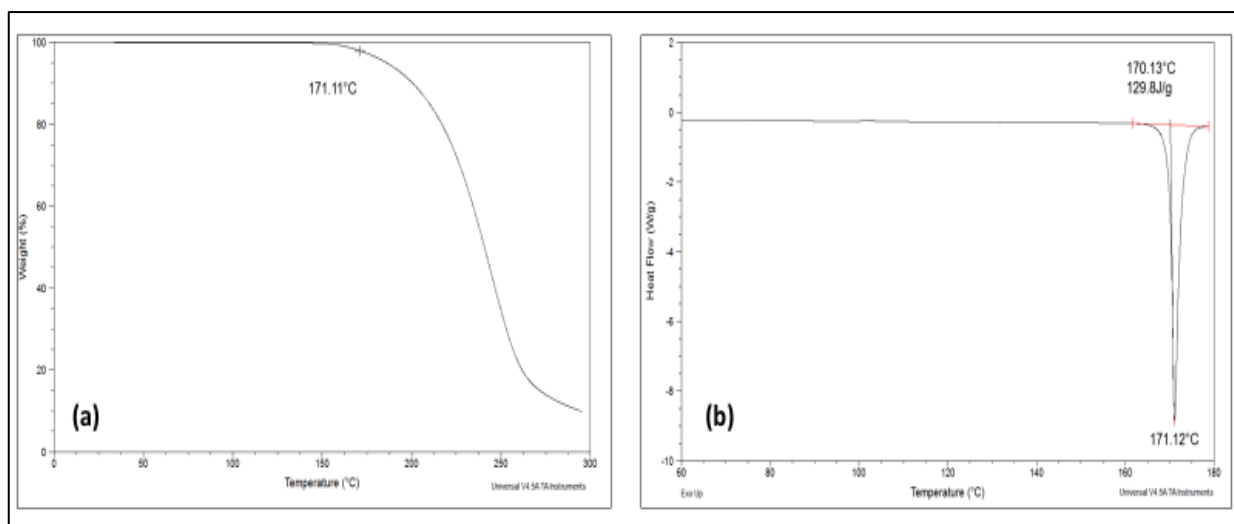 100
80
60
40
20
0
Weight (%)
171.11°C
(a)
0
50
100
150
200
250
300
Temperature (°C)
Universal V4.5A TA Instruments
2
0
-2
-4
-6
-8
-10
Heat Flow (W/g)
170.13°C
129.8J/g
(b)
171.12°C
60
80
100
120
140
160
180
Exo Up
Temperature (°C)
Universal V4.5A TA Instruments